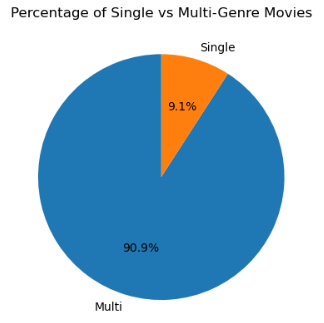 Percentage of Single vs Multi-Genre Movies
Single
9.1%
90.9%
Multi